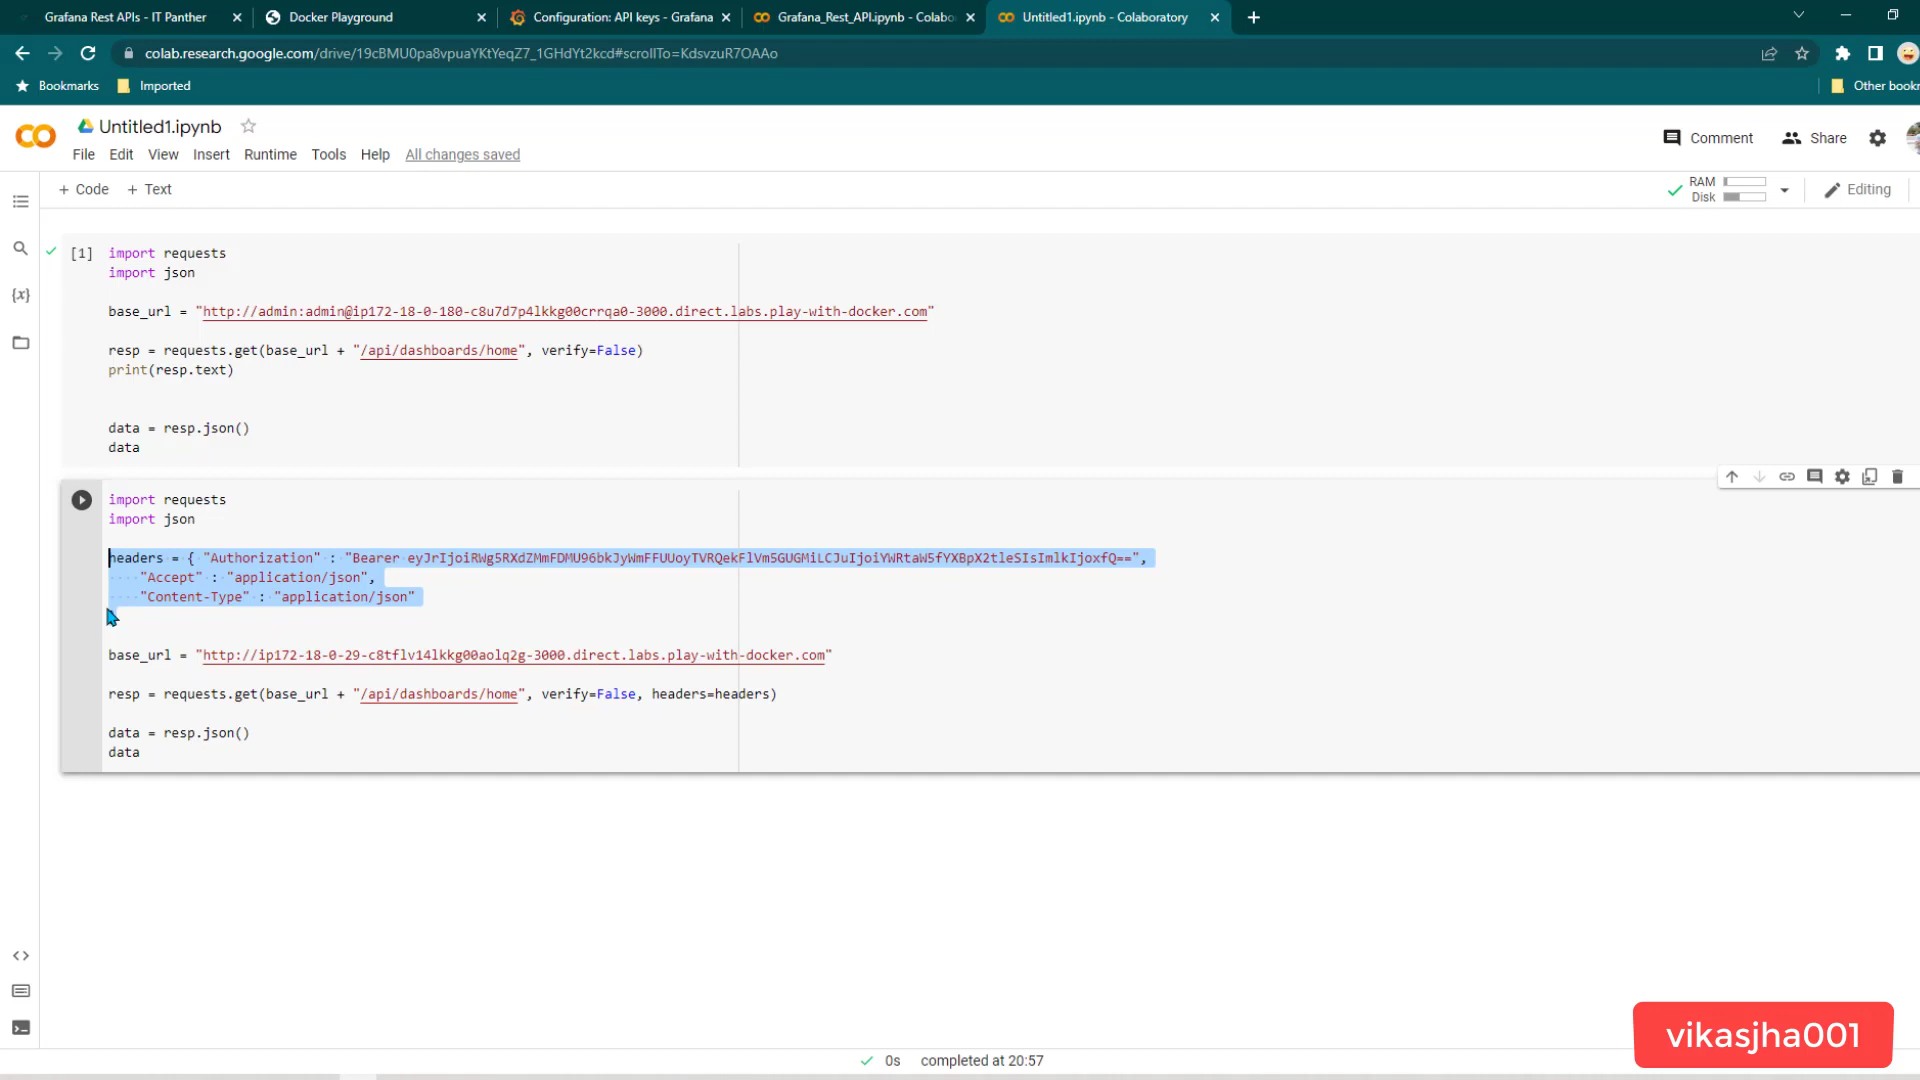 Grafana Rest APIs - IT Panther
Docker Playground
Configuration: API keys - Grafana
Grafana_Rest_API.ipynb - Colabo
Untitled1.ipynb - Colaboratory
colab.research.google.com/drive/19cBMU0pa8vpuaYKtYeqZ7_1GHdYt2kcd#scrollTo=KdsvzuR7OAAo
Bookmarks
Imported
Other bookr
Untitled1.ipynb
File Edit View Insert Runtime Tools Help All changes saved
Comment
Share
+ Code + Text
RAM
Disk
Editing
[1] import requests
import json
base_url = "http://admin:admin@ip172-18-0-180-c8u7d7p4lkkg00crrqa0-3000.direct.labs.play-with-docker.com"
resp = requests.get(base_url + "/api/dashboards/home", verify=False)
print(resp.text)
data = resp.json()
data
import requests
import json
headers = { "Authorization" : "Bearer eyJrIjoiRWg5RXdZMmFDMU96bkJyWmFFUUoyTVRQekFlVm5GUGMiLCJuIjoiYWRtaW5fYXBpX2tleSIsImlkIjoxfQ==",
"Accept" : "application/json",
"Content-Type" : "application/json"
base_url = "http://ip172-18-0-29-c8tflv14lkkg00aolq2g-3000.direct.labs.play-with-docker.com"
resp = requests.get(base_url + "/api/dashboards/home", verify=False, headers=headers)
data = resp.json()
data
0s completed at 20:57
vikasjha001